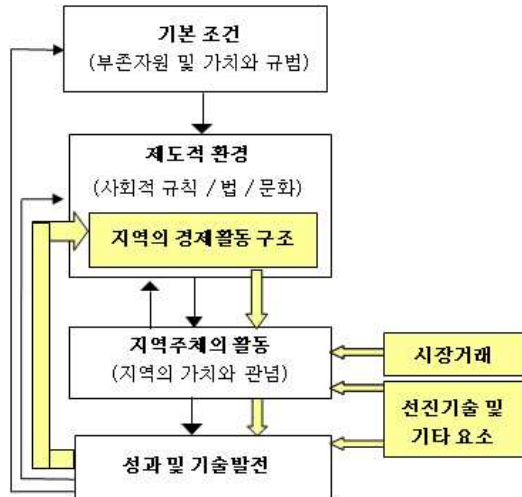 기본 조건
(부존자원 및 가치와 규범)
제도적 환경
(사회적 규칙 / 법 / 문화)
지역의 경제활동 구조
지역주체의 활동
(지역의 가치와 관념)
시장거래
선진기술 및
기타 요소
성과 및 기술발전